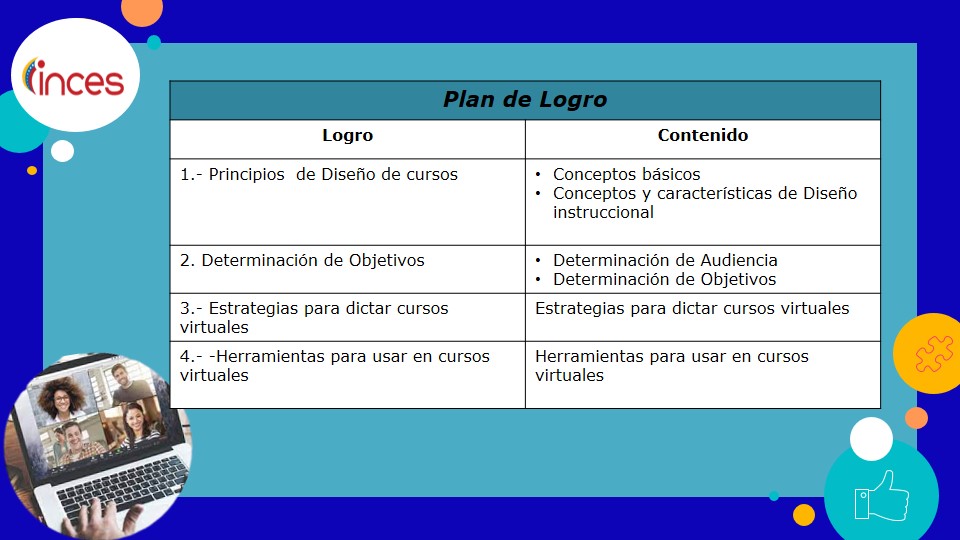 inces
Plan de Logro
Logro
Contenido
1.- Principios  de Diseño de cursos
• Conceptos básicos
• Conceptos y características de Diseño
instruccional
2. Determinación de Objetivos
• Determinación de Audiencia
• Determinación de Objetivos
3.- Estrategias para dictar cursos
virtuales
Estrategias para dictar cursos virtuales
4.- -Herramientas para usar en cursos
virtuales
Herramientas para usar en cursos
virtuales